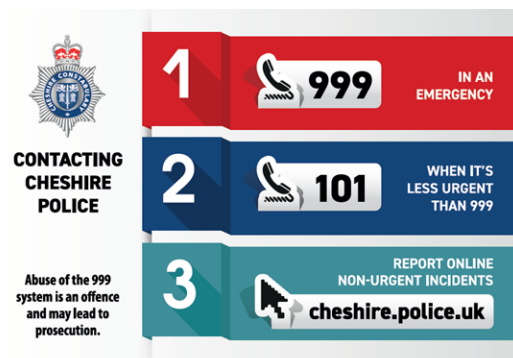 CHESHIRE CONSTABULARY
CONTACTING
CHESHIRE
POLICE
Abuse of the 999
system is an offence
and may lead to
prosecution.
1
999
IN AN
EMERGENCY
2
101
WHEN IT'S
LESS URGENT
THAN 999
3
REPORT ONLINE
NON-URGENT INCIDENTS
cheshire.police.uk